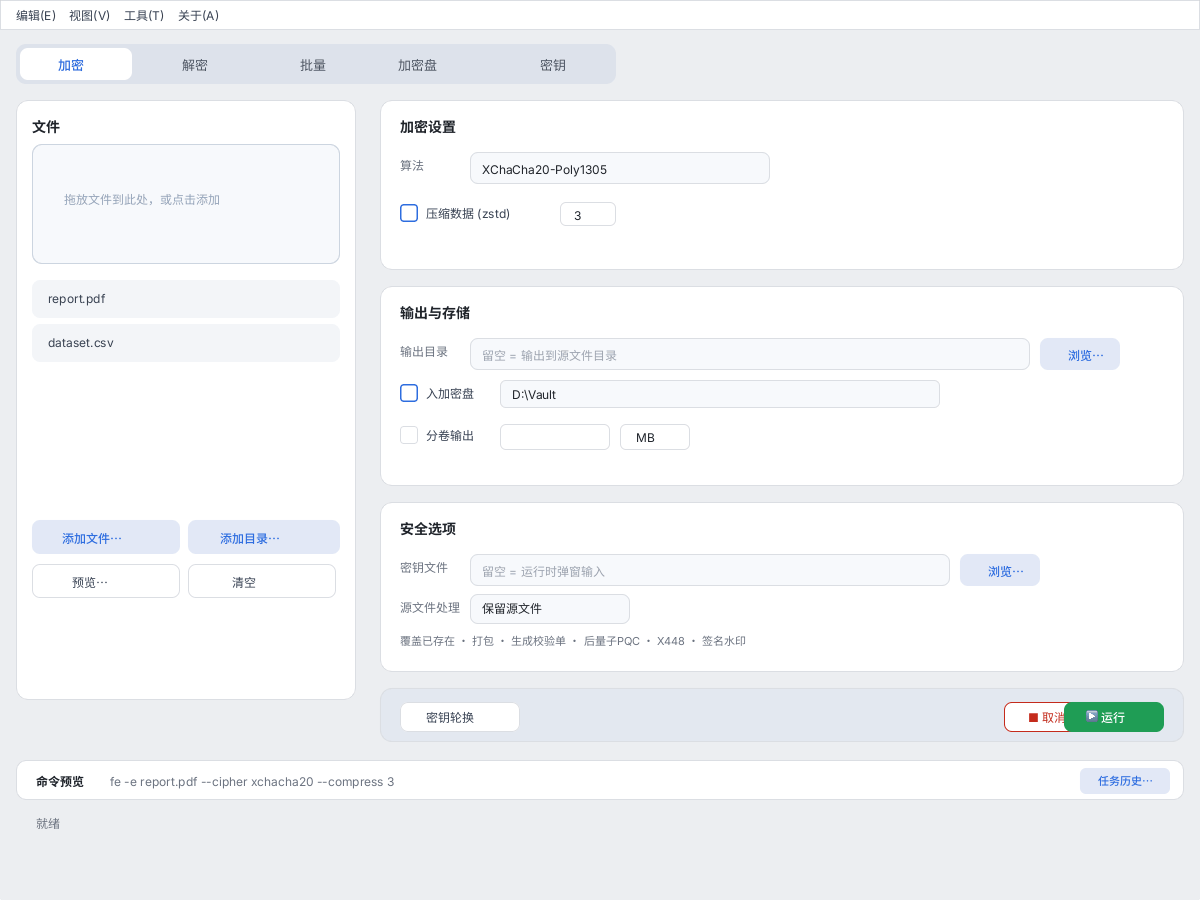 编辑(E) 视图(V) 工具(T) 关于(A)
加密 解密 批量 加密盘 密钥
文件
拖放文件到此处，或点击添加
report.pdf
dataset.csv
添加文件… 添加目录…
预览… 清空
加密设置
算法 XChaCha20-Poly1305
压缩数据 (zstd) 3
输出与存储
输出目录 留空 = 输出到源文件目录 浏览…
入加密盘 D:\Vault
分卷输出 MB
安全选项
密钥文件 留空 = 运行时弹窗输入 浏览…
源文件处理 保留源文件
覆盖已存在 · 打包 · 生成校验单 · 后量子PQC · X448 · 签名水印
密钥轮换 ■ 取消 ▶ 运行
命令预览 fe -e report.pdf --cipher xchacha20 --compress 3 任务历史…
就绪